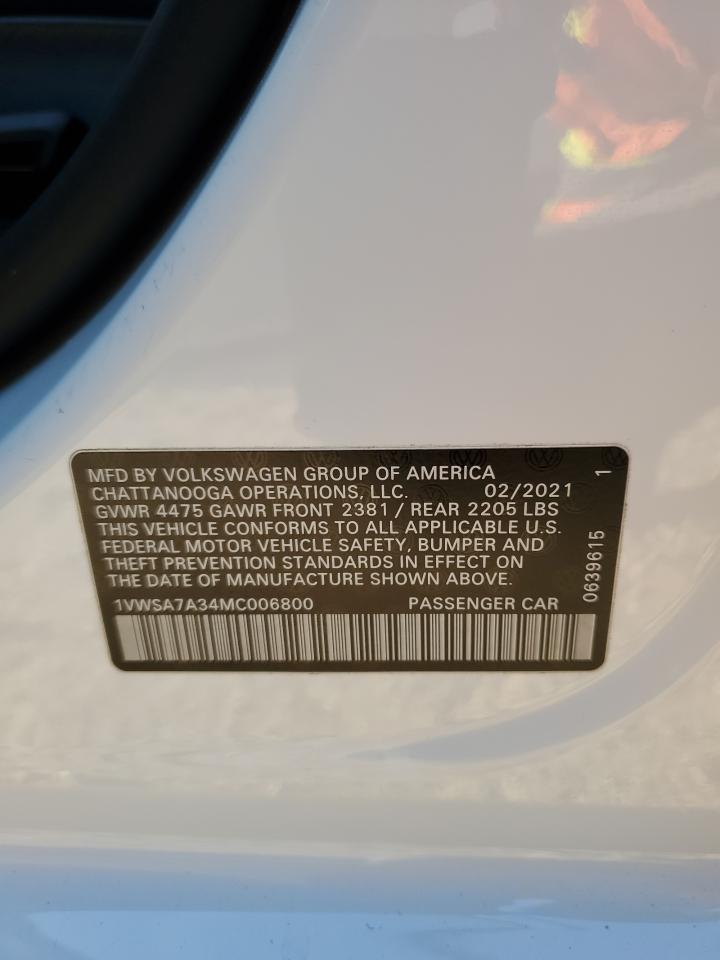 MFD BY VOLKSWAGEN GROUP OF AMERICA
CHATTANOOGA OPERATIONS, LLC. 02/2021
GVWR 4475 GAWR FRONT 2381 / REAR 2205 LBS
THIS VEHICLE CONFORMS TO ALL APPLICABLE U.S.
FEDERAL MOTOR VEHICLE SAFETY, BUMPER AND
THEFT PREVENTION STANDARDS IN EFFECT ON
THE DATE OF MANUFACTURE SHOWN ABOVE.
1VWSA7A34MC006800 PASSENGER CAR
0639615 1